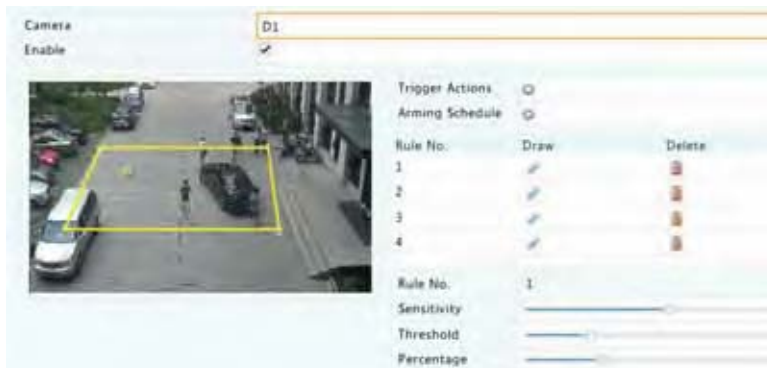 Camera D1
Enable
Trigger Actions
Arming Schedule
Rule No. Draw Delete
1
2
3
4
Rule No. 1
Sensitivity
Threshold
Percentage